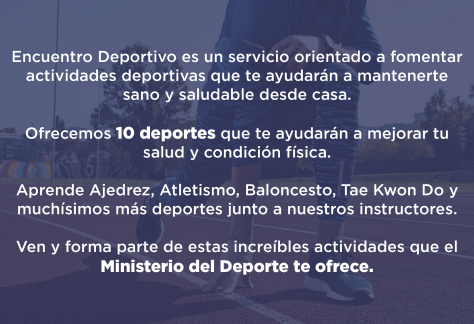 Encuentro Deportivo es un servicio orientado a fomentar
actividades deportivas que te ayudarán a mantenerte
sano y saludable desde casa.
Ofrecemos 10 deportes que te ayudarán a mejorar tu
salud y condición física.
Aprende Ajedrez, Atletismo, Baloncesto, Tae Kwon Do y
muchísimos más deportes junto a nuestros instructores.
Ven y forma parte de estas increíbles actividades que el
Ministerio del Deporte te ofrece.